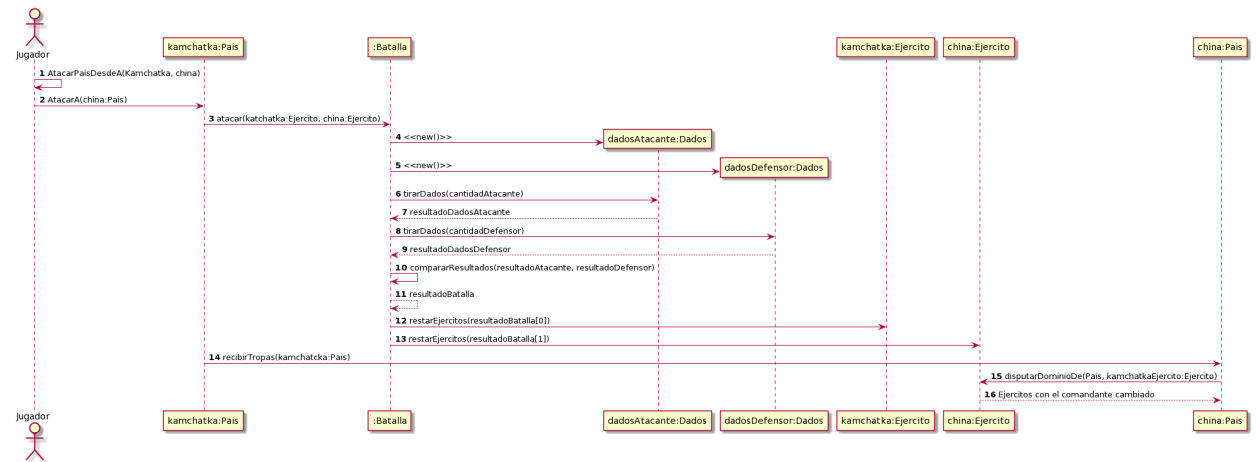 Jugador
kamchatka:Pais
:Batalla
kamchatka:Ejercito
china:Ejercito
china:Pais
1 AtacarPaisDesdeA(Kamchatka, china)
2 AtacarA(china:Pais)
3 atacar(katchatka:Ejercito, china:Ejercito)
4 <<new()>>
dadosAtacante:Dados
5 <<new()>>
dadosDefensor:Dados
6 tirarDados(cantidadAtacante)
7 resultadoDadosAtacante
8 tirarDados(cantidadDefensor)
9 resultadoDadosDefensor
10 compararResultados(resultadoAtacante, resultadoDefensor)
11 resultadoBatalla
12 restarEjercitos(resultadoBatalla[0])
13 restarEjercitos(resultadoBatalla[1])
14 recibirTropas(kamchatcka:Pais)
15 disputarDominioDe(Pais, kamchatkaEjercito:Ejercito)
16 Ejercitos con el comandante cambiado
Jugador
kamchatka:Pais
:Batalla
dadosAtacante:Dados
dadosDefensor:Dados
kamchatka:Ejercito
china:Ejercito
china:Pais